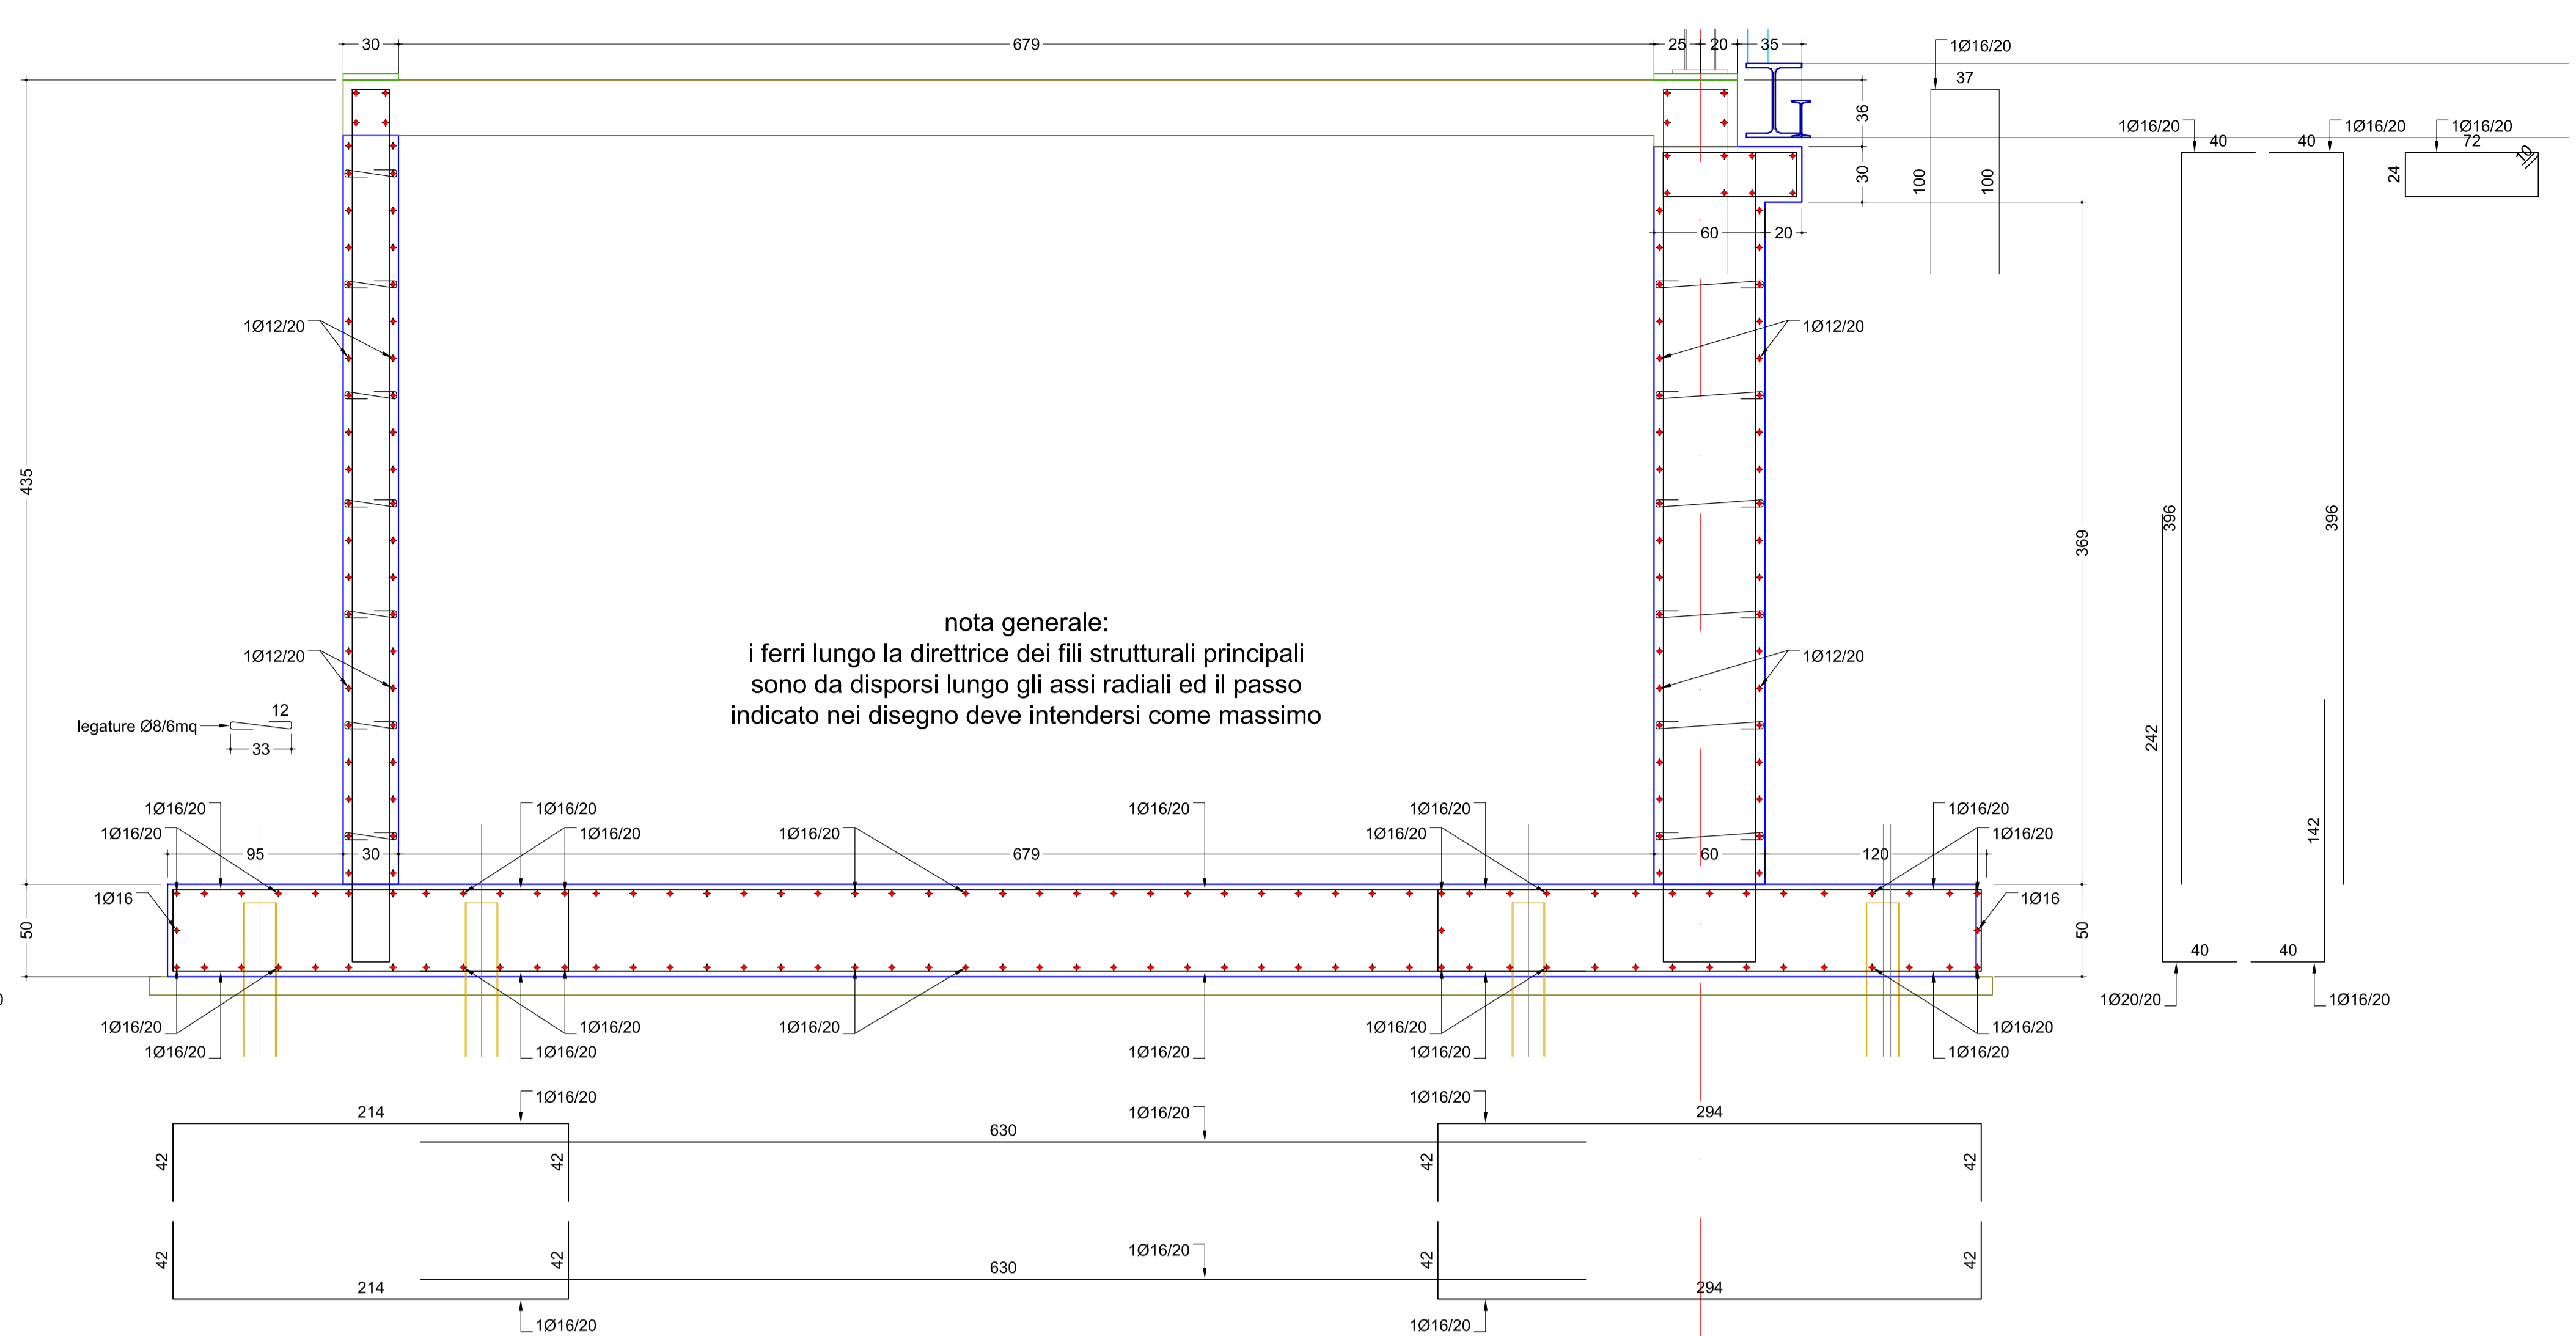 30
679
25
20
35
1Ø16/20
37
36
1Ø16/20
40
40
1Ø16/20
1Ø16/20
72
10
30
100
100
24
60
20
1Ø12/20
1Ø12/20
435
396
396
369
nota generale:
i ferri lungo la direttrice dei fili strutturali principali
sono da disporsi lungo gli assi radiali ed il passo
indicato nei disegno deve intendersi come massimo
1Ø12/20
1Ø12/20
12
legature Ø8/6mq
33
242
142
1Ø16/20
1Ø16/20
1Ø16/20
1Ø16/20
1Ø16/20
1Ø16/20
1Ø16/20
1Ø16/20
1Ø16/20
1Ø16/20
1Ø16/20
95
30
679
60
120
1Ø16
1Ø16
50
50
40
40
1Ø20/20
1Ø16/20
1Ø16/20
1Ø16/20
1Ø16/20
1Ø16/20
1Ø16/20
1Ø16/20
1Ø16/20
1Ø16/20
1Ø16/20
1Ø16/20
214
1Ø16/20
1Ø16/20
1Ø16/20
294
630
42
42
42
42
42
42
1Ø16/20
42
42
630
214
294
1Ø16/20
1Ø16/20